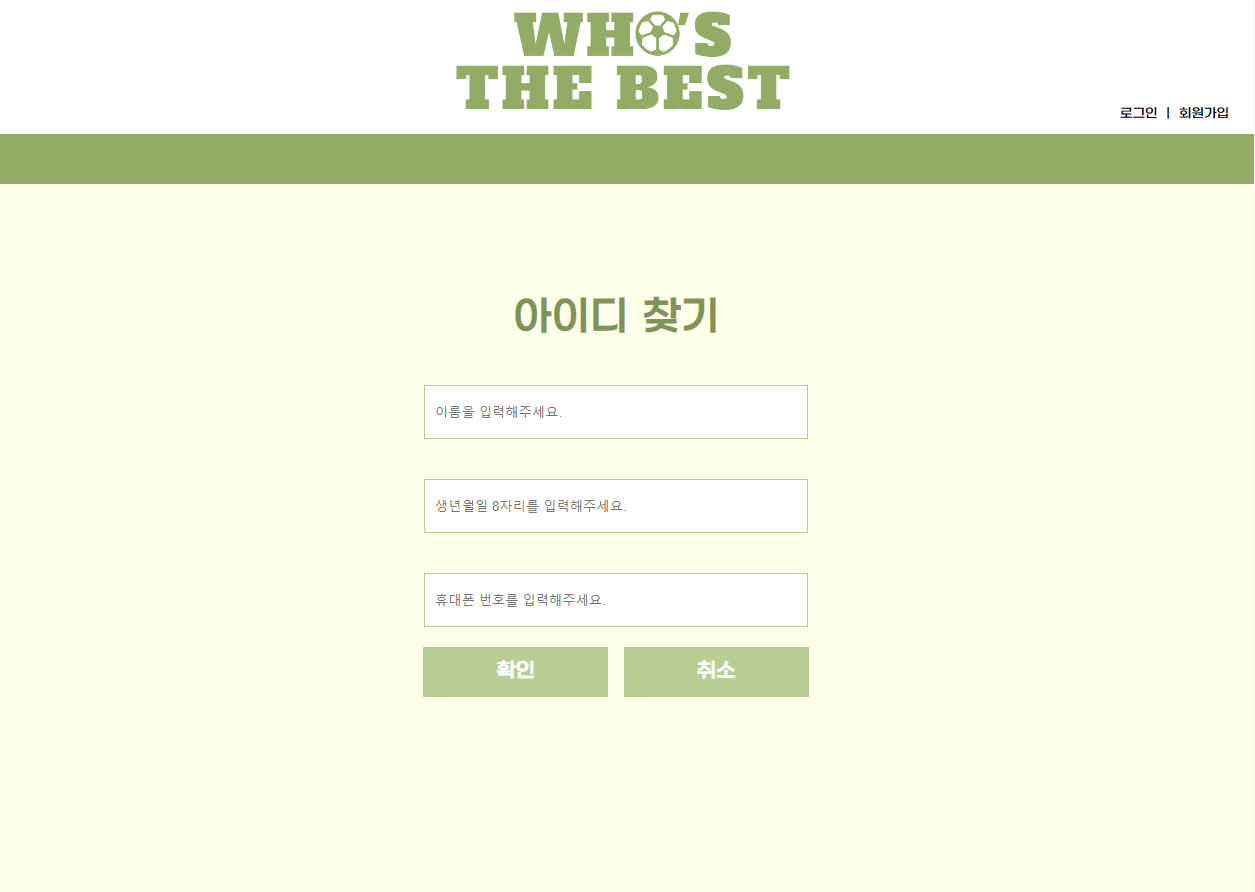 WHO'S
THE BEST
로그인 | 회원가입
아이디 찾기
이름을 입력해주세요.
생년월일 8자리를 입력해주세요.
휴대폰 번호를 입력해주세요.
확인 취소